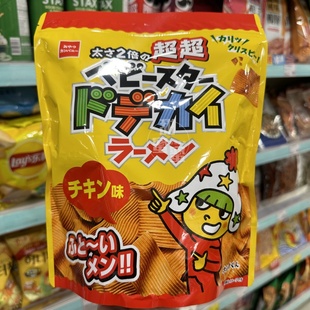 太さ2倍の超超
カリッ!
クリスピー!
ベビースター
ドデカイ
ラーメン
チキン味
ふと〜い
メン!!
Lay's